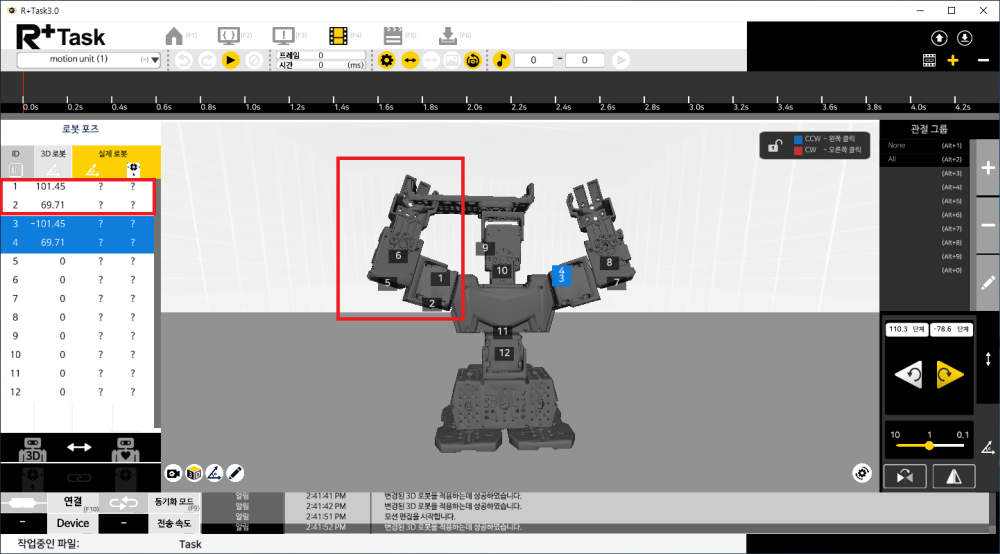 R+Task3.0
R+Task
(F1)
(F2)
(F3)
(F4)
(F5)
(F6)
motion unit (1)
(-)
프레임 0
시간 0 (ms)
0 - 0
0.0s 0.2s 0.4s 0.6s 0.8s 1.0s 1.2s 1.4s 1.6s 1.8s 2.0s 2.2s 2.4s 2.6s 2.8s 3.0s 3.2s 3.4s 3.6s 3.8s 4.0s 4.2s
로봇 포즈
ID 3D 로봇 실제 로봇
1 101.45 ? ?
2 69.71 ? ?
3 -101.45 ? ?
4 69.71 ? ?
5 0 ? ?
6 0 ? ?
7 0 ? ?
8 0 ? ?
9 0 ? ?
10 0 ? ?
11 0 ? ?
12 0 ? ?
CCW - 왼쪽 클릭
CW - 오른쪽 클릭
9
6
8
10
1
4
3
5
7
2
11
12
관절 그룹
None (Alt+1)
All (Alt+2)
(Alt+3)
(Alt+4)
(Alt+5)
(Alt+6)
(Alt+7)
(Alt+8)
(Alt+9)
(Alt+0)
110.3 단계 -78.6 단계
10 1 0.1
3D
3D
연결 (F10)
동기화 모드 (F9)
- Device - 전송 속도
알림 2:41:41 PM 변경된 3D 로봇을 적용하는데 성공하였습니다.
알림 2:41:42 PM 변경된 3D 로봇을 적용하는데 성공하였습니다.
알림 2:41:51 PM 모션 편집을 시작합니다.
알림 2:41:52 PM 변경된 3D 로봇을 적용하는데 성공하였습니다.
작업중인 파일: Task